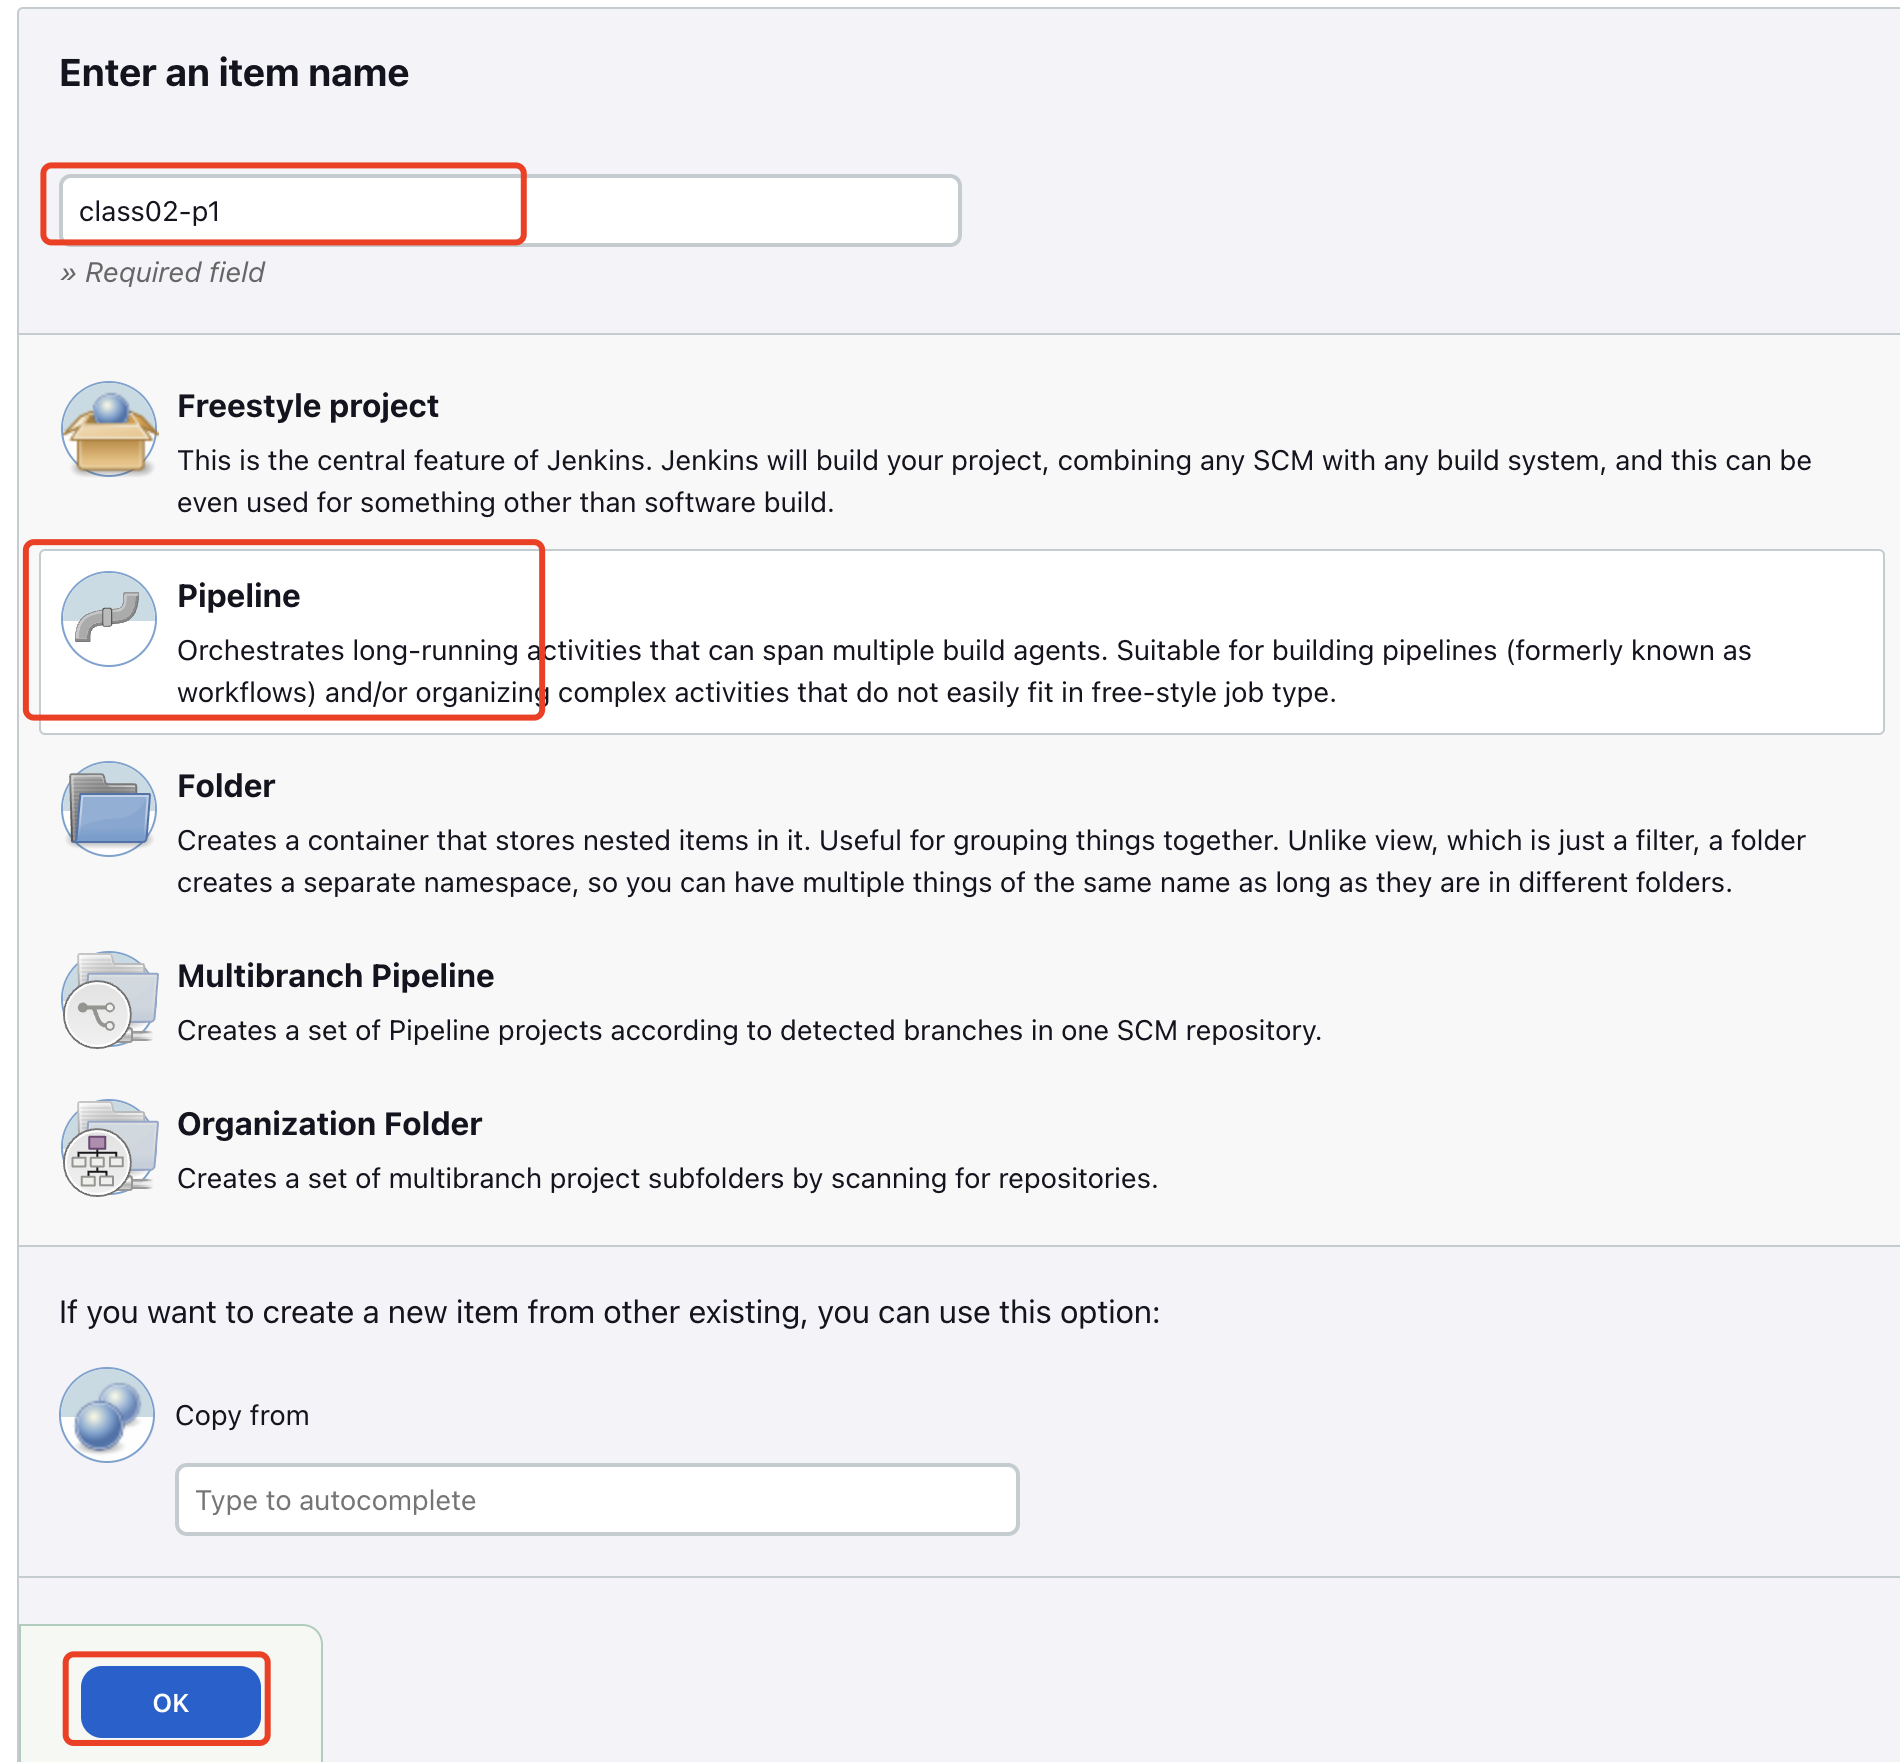 Enter an item name
class02-p1
» Required field
Freestyle project
This is the central feature of Jenkins. Jenkins will build your project, combining any SCM with any build system, and this can be
even used for something other than software build.
Pipeline
Orchestrates long-running activities that can span multiple build agents. Suitable for building pipelines (formerly known as
workflows) and/or organizing complex activities that do not easily fit in free-style job type.
Folder
Creates a container that stores nested items in it. Useful for grouping things together. Unlike view, which is just a filter, a folder
creates a separate namespace, so you can have multiple things of the same name as long as they are in different folders.
Multibranch Pipeline
Creates a set of Pipeline projects according to detected branches in one SCM repository.
Organization Folder
Creates a set of multibranch project subfolders by scanning for repositories.
If you want to create a new item from other existing, you can use this option:
Copy from
Type to autocomplete
OK